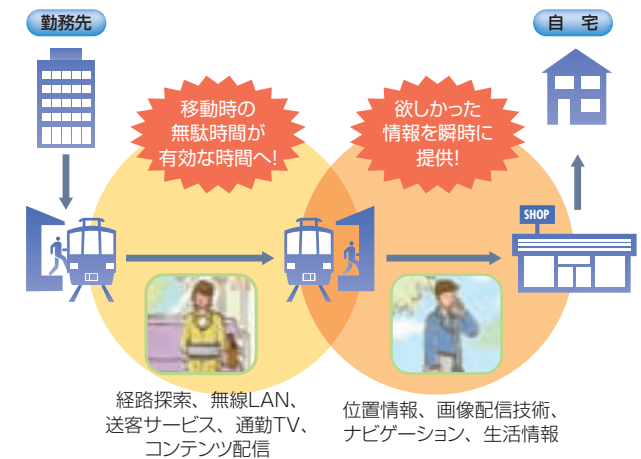 勤務先
自 宅
移動時の
無駄時間が
有効な時間へ!
欲しかった
情報を瞬時に
提供!
SHOP
経路探索、無線LAN、
送客サービス、通勤TV、
コンテンツ配信
位置情報、画像配信技術、
ナビゲーション、生活情報